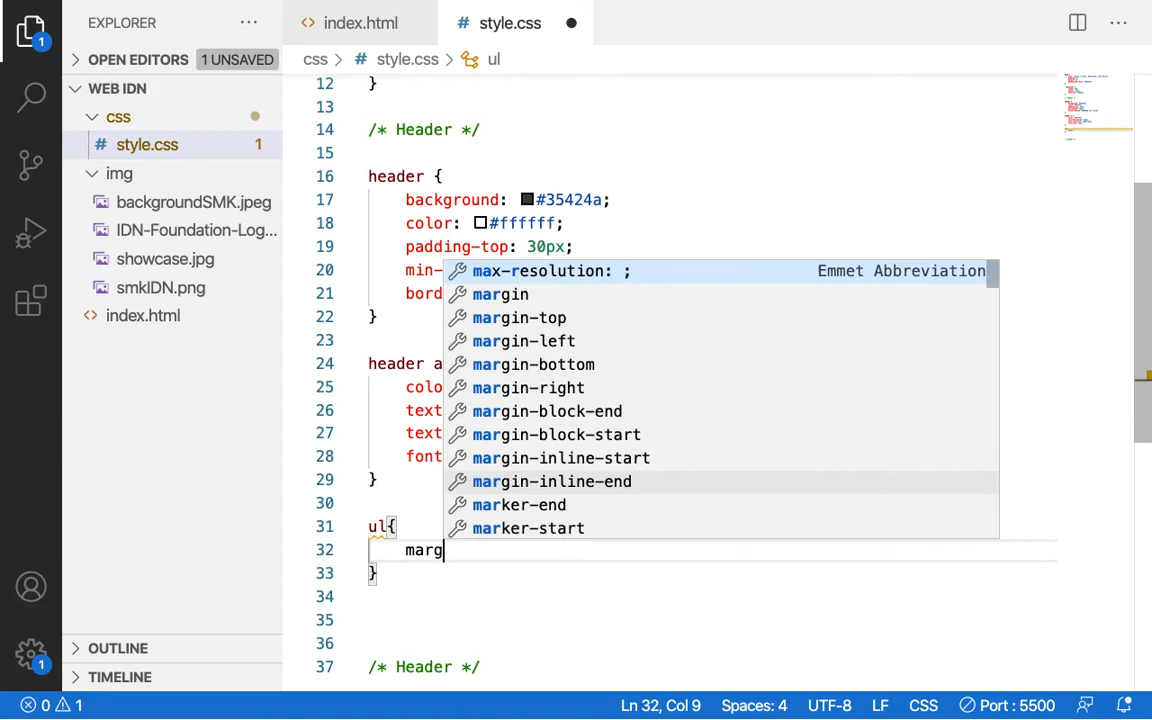 EXPLORER
index.html
# style.css
OPEN EDITORS 1 UNSAVED
css > # style.css > ul
WEB IDN
css
# style.css 1
img
backgroundSMK.jpeg
IDN-Foundation-Log...
showcase.jpg
smkIDN.png
index.html
OUTLINE
TIMELINE
1
1
12 }
13
14 /* Header */
15
16 header {
17 background: #35424a;
18 color: #ffffff;
19 padding-top: 30px;
20 min-
21 bord
22 }
23
24 header a
25 colo
26 text
27 text
28 font
29 }
30
31 ul{
32 marg
33 }
34
35
36
37 /* Header */
max-resolution: ; Emmet Abbreviation
margin
margin-top
margin-left
margin-bottom
margin-right
margin-block-end
margin-block-start
margin-inline-start
margin-inline-end
marker-end
marker-start
0 1 Ln 32, Col 9 Spaces: 4 UTF-8 LF CSS Port : 5500